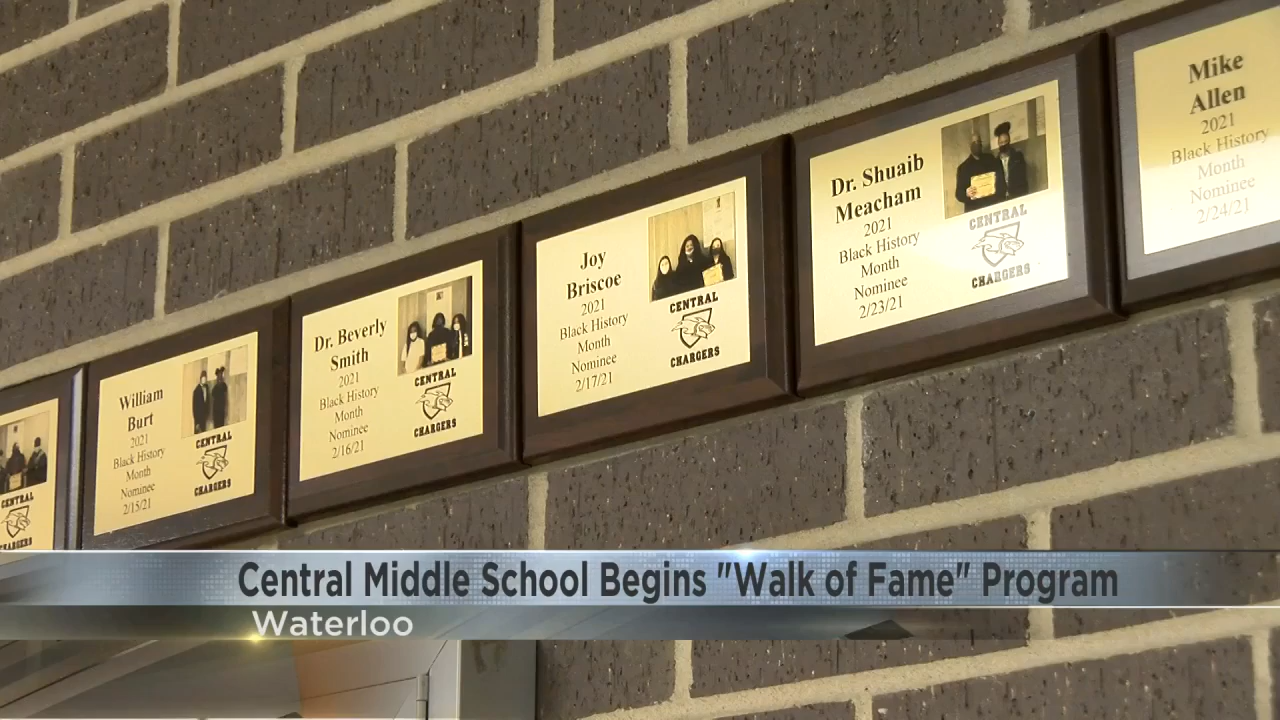 CENTRAL
CHARGERS
William
Burt
2021
Black History
Month
Nominee
2/15/21
CENTRAL
CHARGERS
Dr. Beverly
Smith
2021
Black History
Month
Nominee
2/16/21
CENTRAL
CHARGERS
Joy
Briscoe
2021
Black History
Month
Nominee
2/17/21
CENTRAL
CHARGERS
Dr. Shuaib
Meacham
2021
Black History
Month
Nominee
2/23/21
CENTRAL
CHARGERS
Mike
Allen
2021
Black History
Month
Nominee
2/24/21
Central Middle School Begins "Walk of Fame" Program
Waterloo